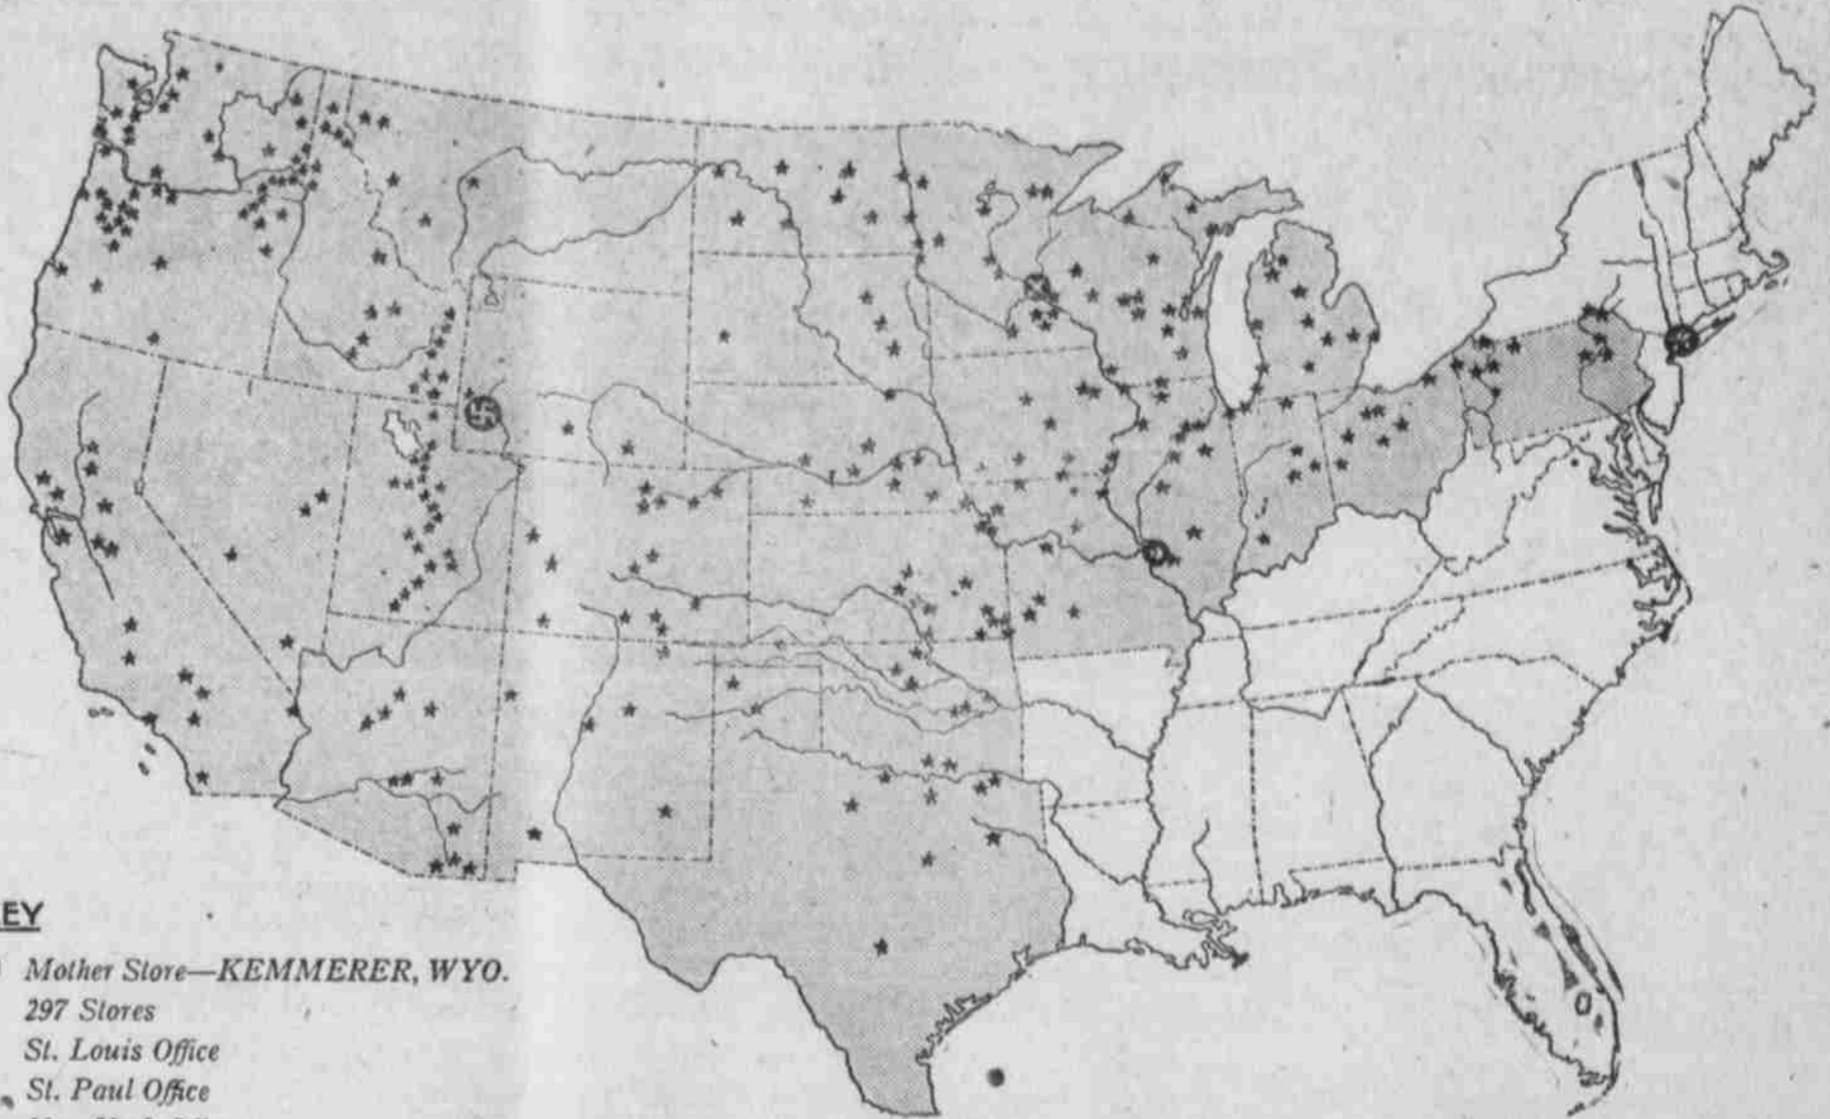 EY
Mother Store—KEMMERER, WYO.
297 Stores
St. Louis Office
St. Paul Office